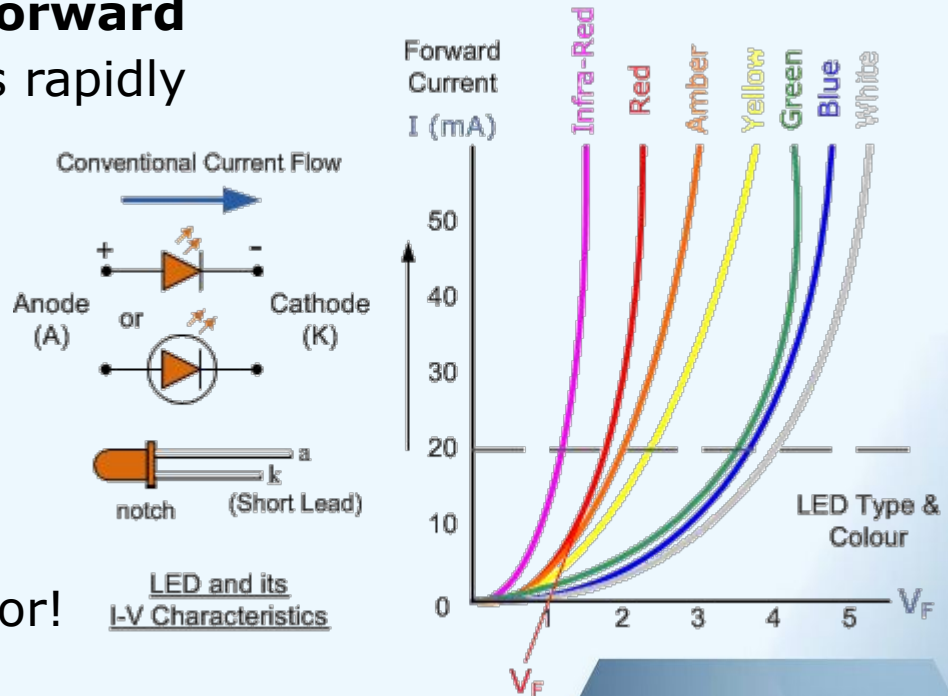 orward
s rapidly
Conventional Current Flow
+
-
Anode
(A)
or
Cathode
(K)
a
k
notch
(Short Lead)
or!
LED and its
I-V Characteristics
Forward
Current
I (mA)
Infra-Red
Red
Amber
Yellow
Green
Blue
White
50
40
30
20
10
0
LED Type &
Colour
1
2
3
4
5
VF
VF